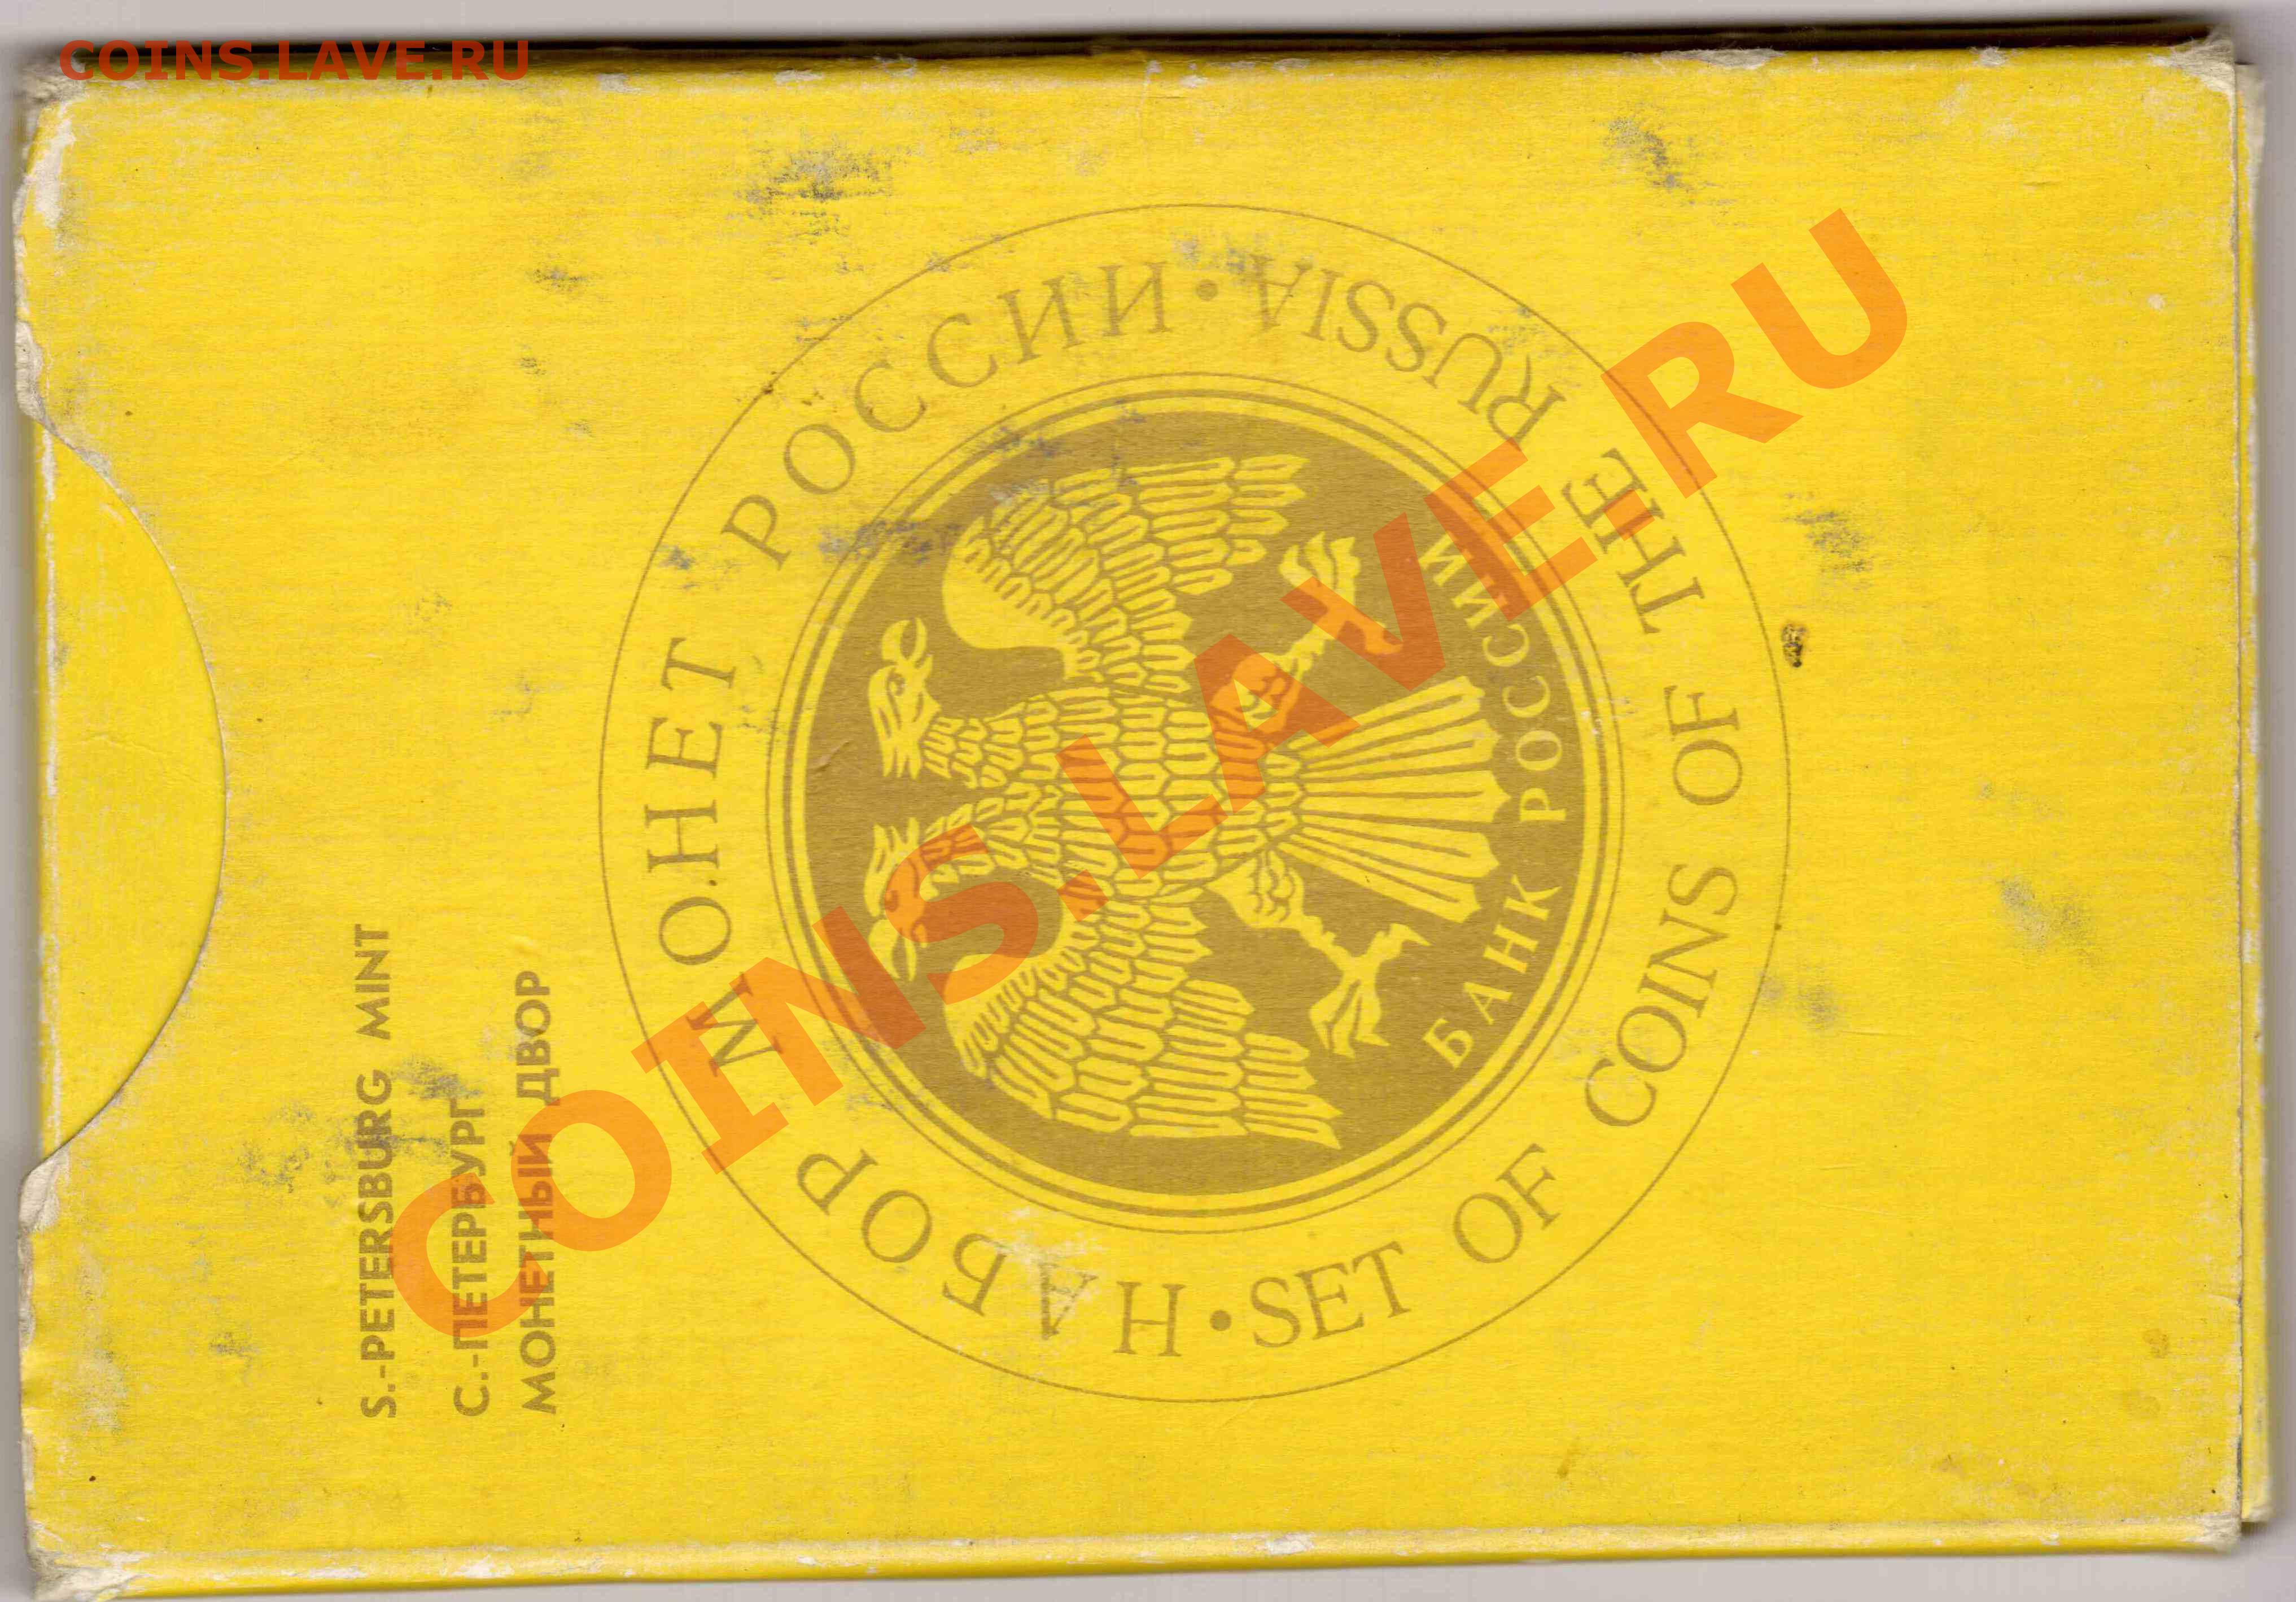 COINS.LAVE.RU
S.-PETERSBURG MINT
С.-ПЕТЕРБУРГ
МОНЕТНЫЙ ДВОР
НАБОР МОНЕТ РОССИИ
• SET OF COINS OF THE RUSSIA •
БАНК РОССИИ
COINS.LAVE.RU